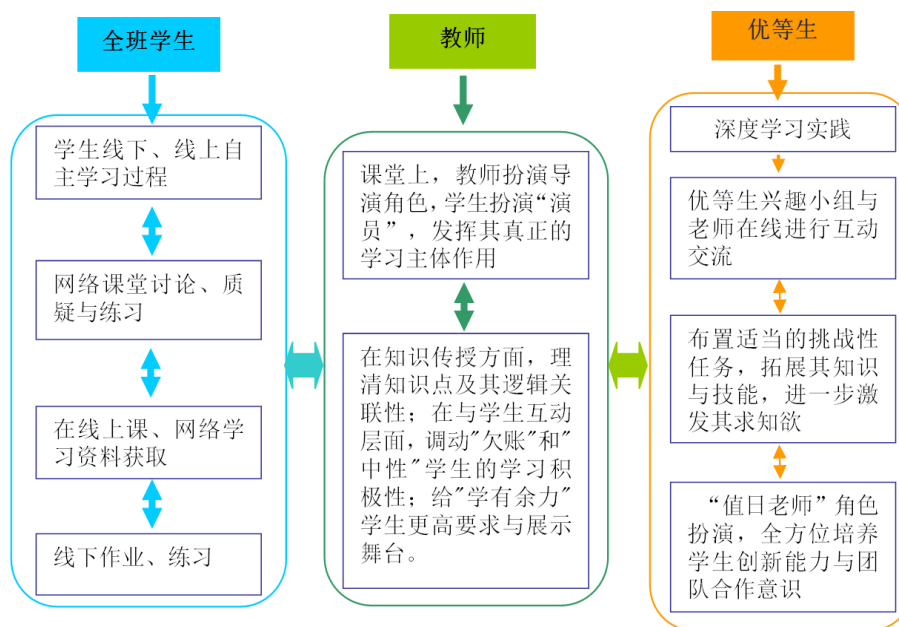 全班学生
学生线下、线上自
主学习过程
网络课堂讨论、质
疑与练习
在线上课、网络学
习资料获取
线下作业、练习
教师
课堂上，教师扮演导
演角色，学生扮演“演
员”，发挥其真正的
学习主体作用
在知识传授方面，理
清知识点及其逻辑关
联性；在与学生互动
层面，调动"欠账"和"
中性"学生的学习积
极性；给"学有余力"
学生更高要求与展示
舞台。
优等生
深度学习实践
优等生兴趣小组与
老师在线进行互动
交流
布置适当的挑战性
任务，拓展其知识
与技能，进一步激
发其求知欲
“值日老师”角色
扮演，全方位培养
学生创新能力与团
队合作意识